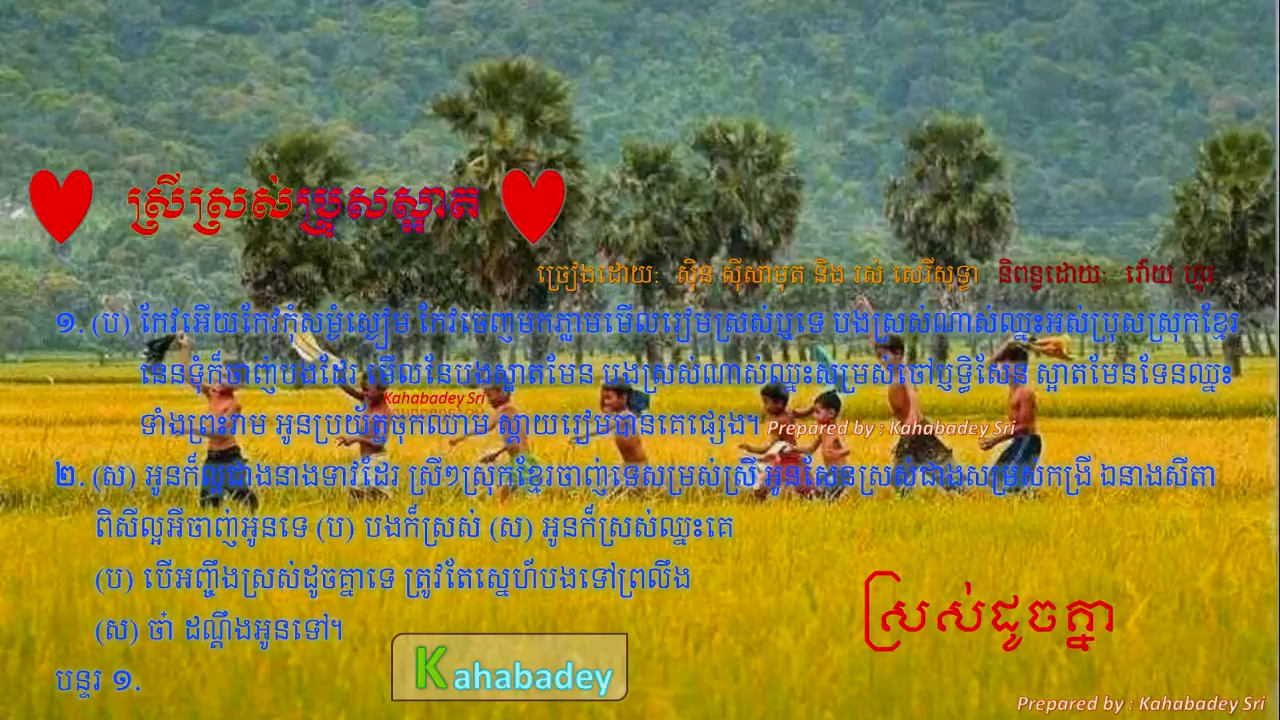 ស្រីស្រស់ប្រុសស្អាត
ច្រៀងដោយ: ស៊ិន ស៊ីសាមុត និង រស់ សេរីសុទ្ធា និពន្ធដោយ: វ៉ោយ ហូរ
១. (ប) កែវអើយកែវកុំសម្ងំស្ងៀម កែវចេញមកភ្លាមមើលរៀមស្រស់ឬទេ បងស្រស់ណាស់ឈ្នះអស់ប្រុសស្រុកខ្មែរ
នេនទុំក៏ចាញ់បងដែរ មើលនែបងស្អាតមែន បងស្រស់ណាស់ឈ្នះសម្រស់ចៅឫទ្ធិសែន ស្អាតមែនទែនឈ្នះ
Kahabadey Sri
ទាំងព្រះរាម អូនប្រយ័ត្នចុកឈាម ស្ដាយរៀមបានគេផ្សេង។ Prepared by : Kahabadey Sri
២. (ស) អូនក៏ល្អជាងនាងទាវដែរ ស្រីៗស្រុកខ្មែរចាញ់ទេសម្រស់ស្រី អូនសែនស្រស់ជាងសម្រស់កង្រី ឯនាងសីតា
ពិសីល្អអីចាញ់អូនទេ (ប) បងក៏ស្រស់ (ស) អូនក៏ស្រស់ឈ្នះគេ
(ប) បើអញ្ចឹងស្រស់ដូចគ្នាទេ ត្រូវតែស្នេហ៍បងទៅព្រលឹង
(ស) ចា៎ ដណ្ដឹងអូនទៅ។
ស្រស់ដូចគ្នា
Kahabadey
បន្ទរ ១.
Prepared by : Kahabadey Sri